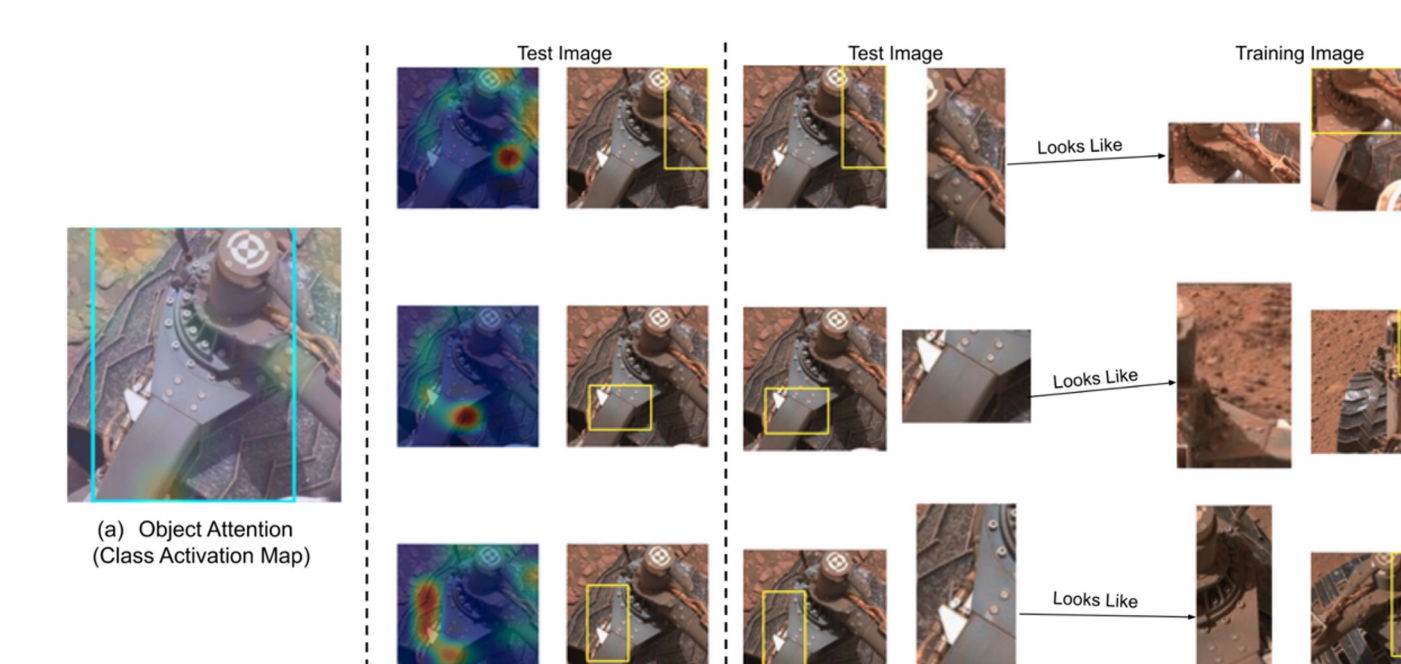 Test Image
Test Image
Training Image
Looks Like
Looks Like
(a) Object Attention
(Class Activation Map)
Looks Like